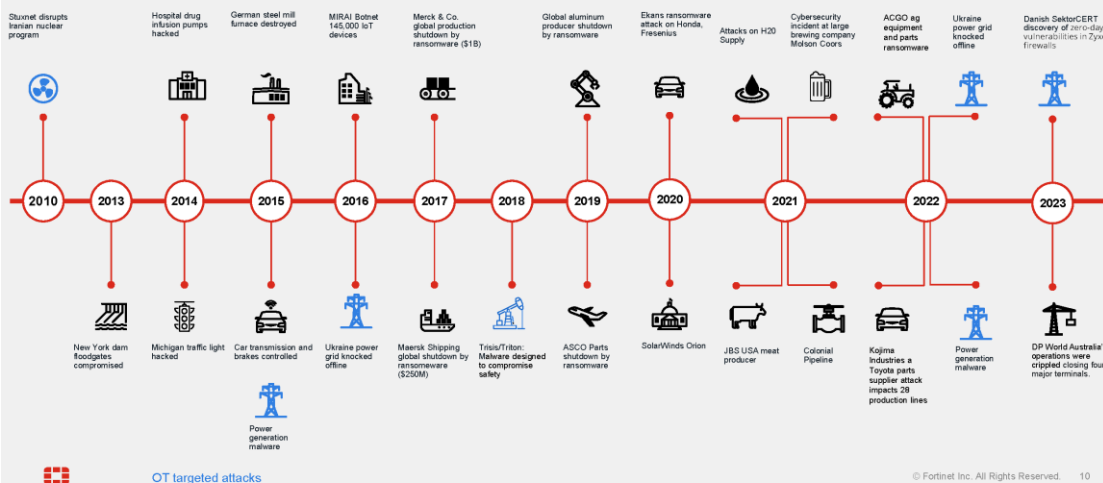 Stuxnet disrupts
Iranian nuclear
program
Hospital drug
infusion pumps
hacked
German steel mill
furnace destroyed
MIRAI Botnet
145,000 IoT
devices
Merck & Co.
global production
shutdown by
ransomware ($1B)
Global aluminum
producer shutdown
by ransomware
Ekans ransomware
attack on Honda,
Fresenius
Attacks on H20
Supply
Cybersecurity
incident at large
brewing company
Molson Coors
ACGO ag
equipment
and parts
ransomware
Ukraine
power grid
knocked
offline
Danish SektorCERT
discovery of zero-day
vulnerabilities in Zyxe
firewalls
2010
2013
2014
2015
2016
2017
2018
2019
2020
2021
2022
2023
New York dam
floodgates
compromised
Michigan traffic light
hacked
Car transmission and
brakes controlled
Power
generation
malware
Ukraine power grid
knocked offline
Maersk Shipping
global shutdown by
ransomeware
($250M)
Trisis/Triton:
Malware designed
to compromise
safety
ASCO Parts
shutdown by
ransomware
SolarWinds Orion
JBS USA meat
producer
Colonial
Pipeline
Kojima
Industries a
Toyota parts
supplier attack
impacts 28
production lines
Power
generation
malware
DP World Australia'
operations were
crippled closing four
major terminals.
OT targeted attacks
© Fortinet Inc. All Rights Reserved. 10